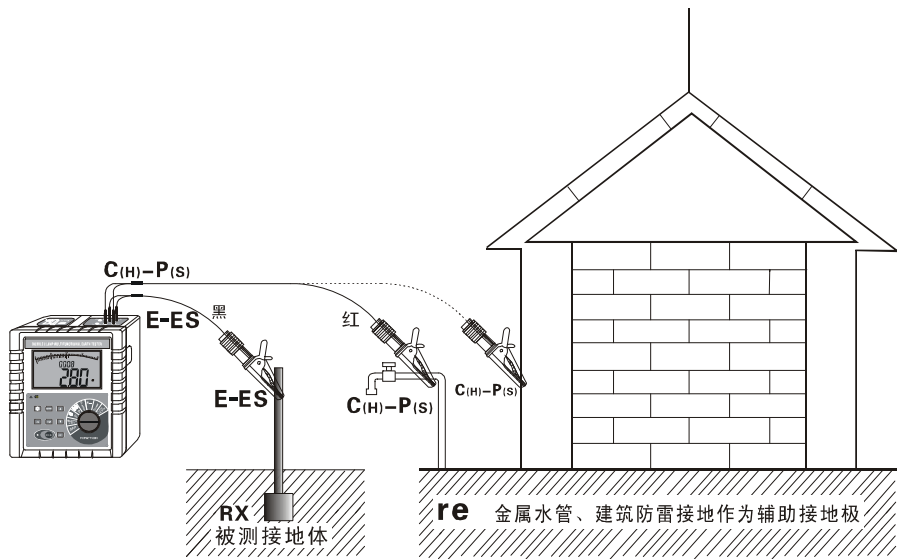 C(H)-P(S)
E-ES
黑
红
E-ES
C(H)-P(S)
C(H)-P(S)
280
RX
被测接地体
re 金属水管、建筑防雷接地作为辅助接地极